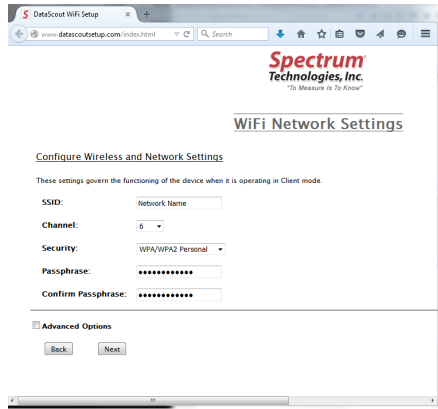 DataScout WiFi Setup
www.datascoutsetup.com/index.html
Search
Spectrum
Technologies, Inc.
"To Measure is To Know"
WiFi Network Settings
Configure Wireless and Network Settings
These settings govern the functioning of the device when it is operating in Client mode.
SSID: Network Name
Channel: 6
Security: WPA/WPA2 Personal
Passphrase: ●●●●●●●●●●●●
Confirm Passphrase: ●●●●●●●●●●●●
Advanced Options
Back Next